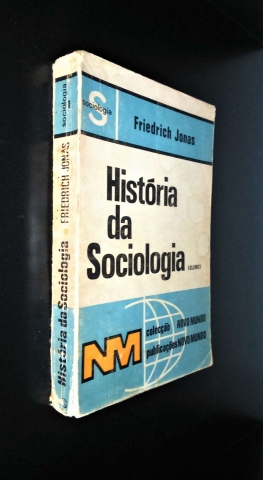 S
sociologia
Friedrich Jonas
História
da
Sociologia
VOLUME I
NM
colecção NOVO MUNDO
publicações NOVO MUNDO
sociologia
FRIEDRICH JONAS
História da Sociologia